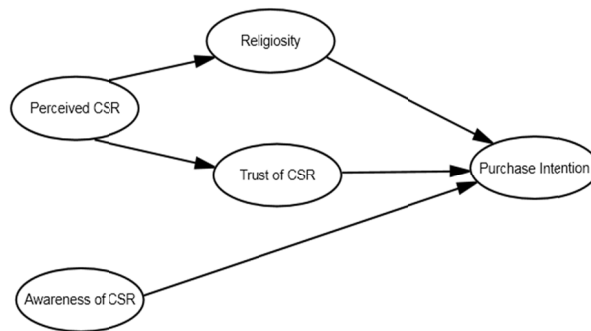 Religiosity
Perceived CSR
Trust of CSR
Purchase Intention
Awareness of CSR